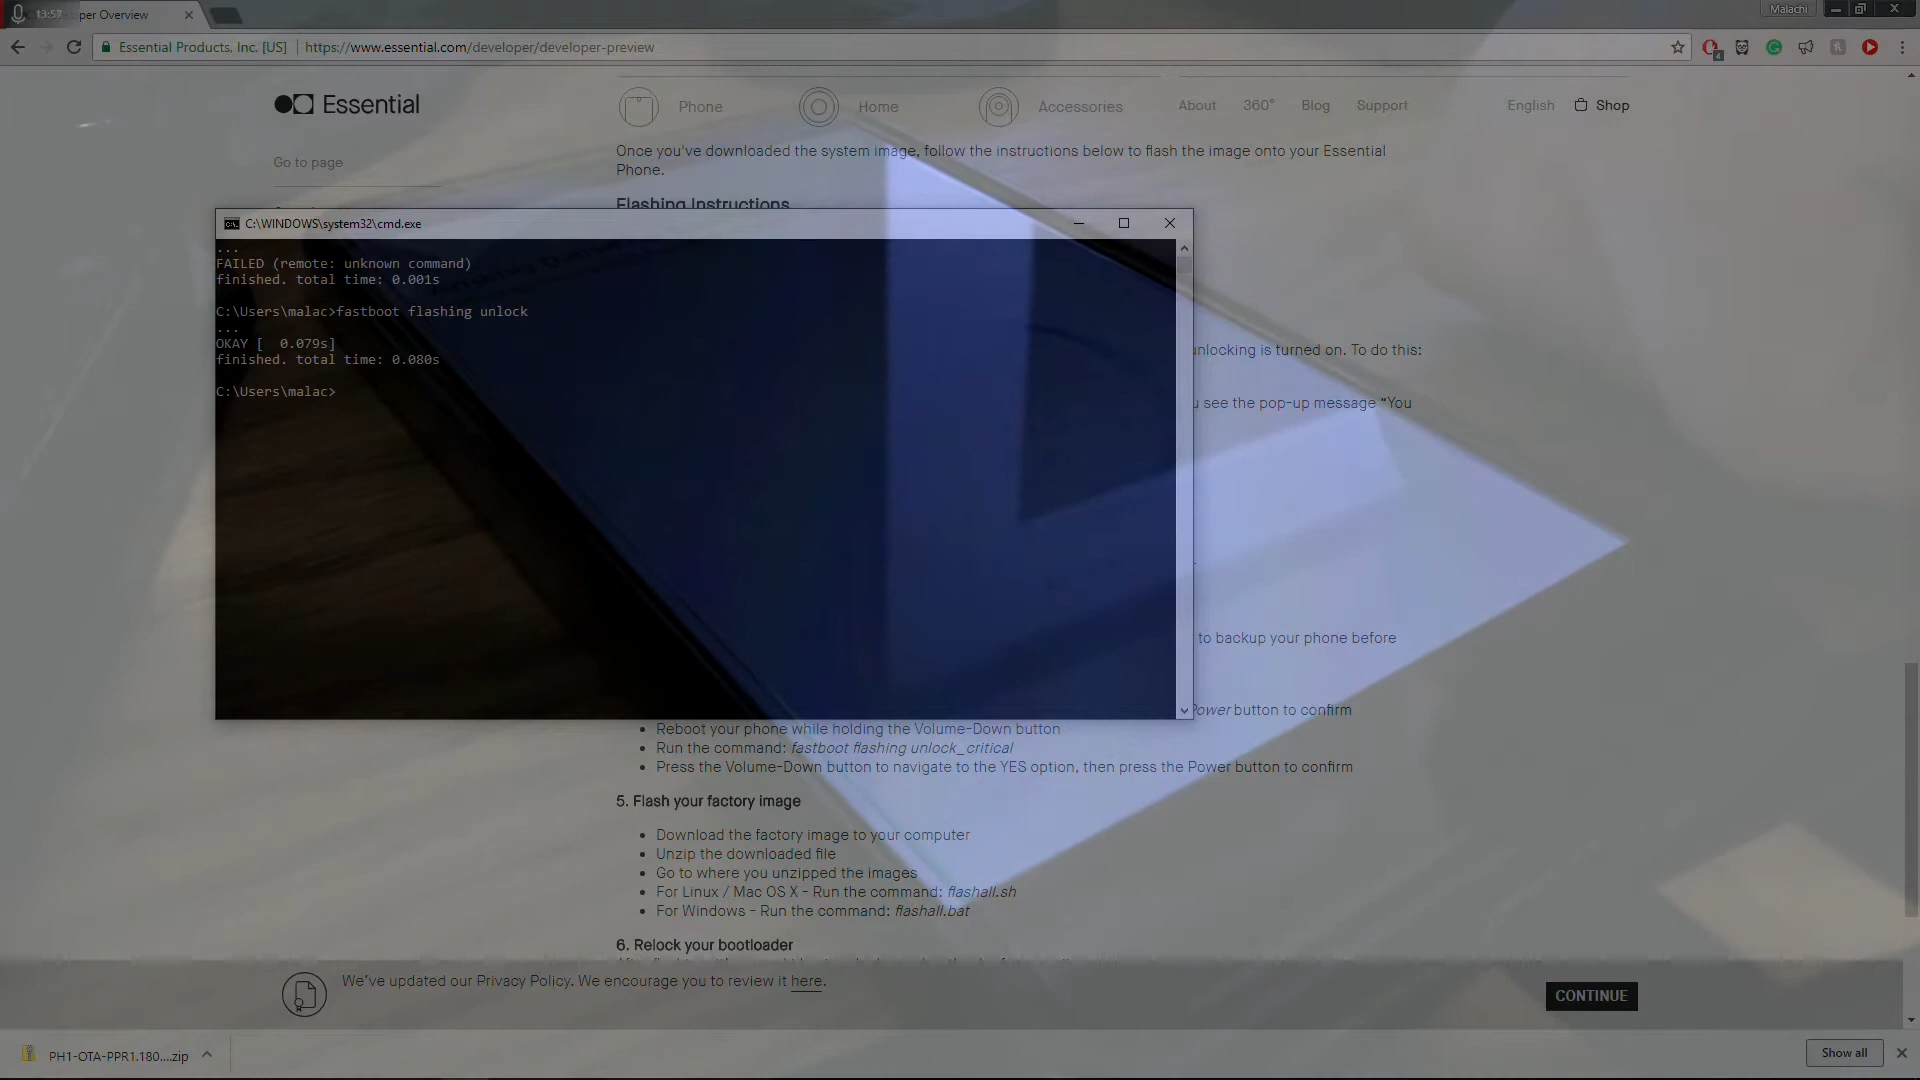 13:57
oper Overview
Malachi
Essential Products, Inc. [US]
https://www.essential.com/developer/developer-preview
4
Essential
Phone
Home
Accessories
About
360°
Blog
Support
English
Shop
Go to page
Once you've downloaded the system image, follow the instructions below to flash the image onto your Essential
Phone.
Flashing Instructions
C:\WINDOWS\system32\cmd.exe
...
FAILED (remote: unknown command)
finished. total time: 0.001s
C:\Users\malac>fastboot flashing unlock
...
OKAY [  0.079s]
finished. total time: 0.080s
C:\Users\malac>
unlocking is turned on. To do this:
u see the pop-up message “You
to backup your phone before
Power button to confirm
• Reboot your phone while holding the Volume-Down button
• Run the command: fastboot flashing unlock_critical
• Press the Volume-Down button to navigate to the YES option, then press the Power button to confirm
5. Flash your factory image
• Download the factory image to your computer
• Unzip the downloaded file
• Go to where you unzipped the images
• For Linux / Mac OS X - Run the command: flashall.sh
• For Windows - Run the command: flashall.bat
6. Relock your bootloader
We've updated our Privacy Policy. We encourage you to review it here.
CONTINUE
PH1-OTA-PPR1.180....zip
Show all